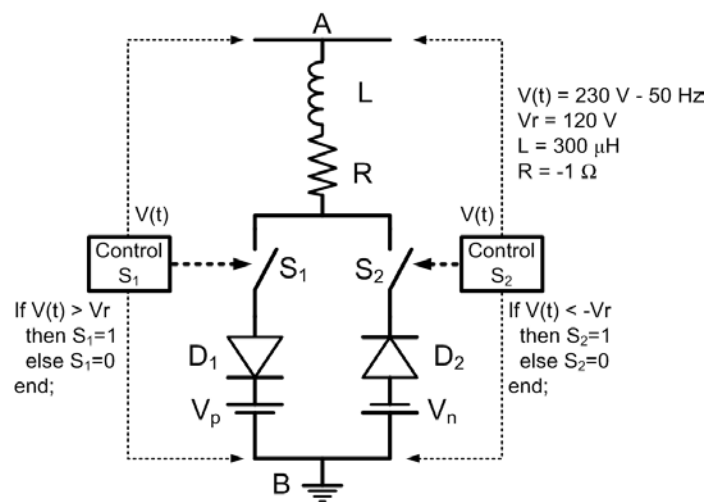 A
L
V(t) = 230 V - 50 Hz
Vr = 120 V
L = 300 μH
R = -1 Ω
R
V(t)
V(t)
Control
S₁
S₁
S₂
Control
S₂
If V(t) > Vr
then S₁=1
else S₁=0
end;
If V(t) < -Vr
then S₂=1
else S₂=0
end;
D₁
D₂
Vₚ
Vₙ
B